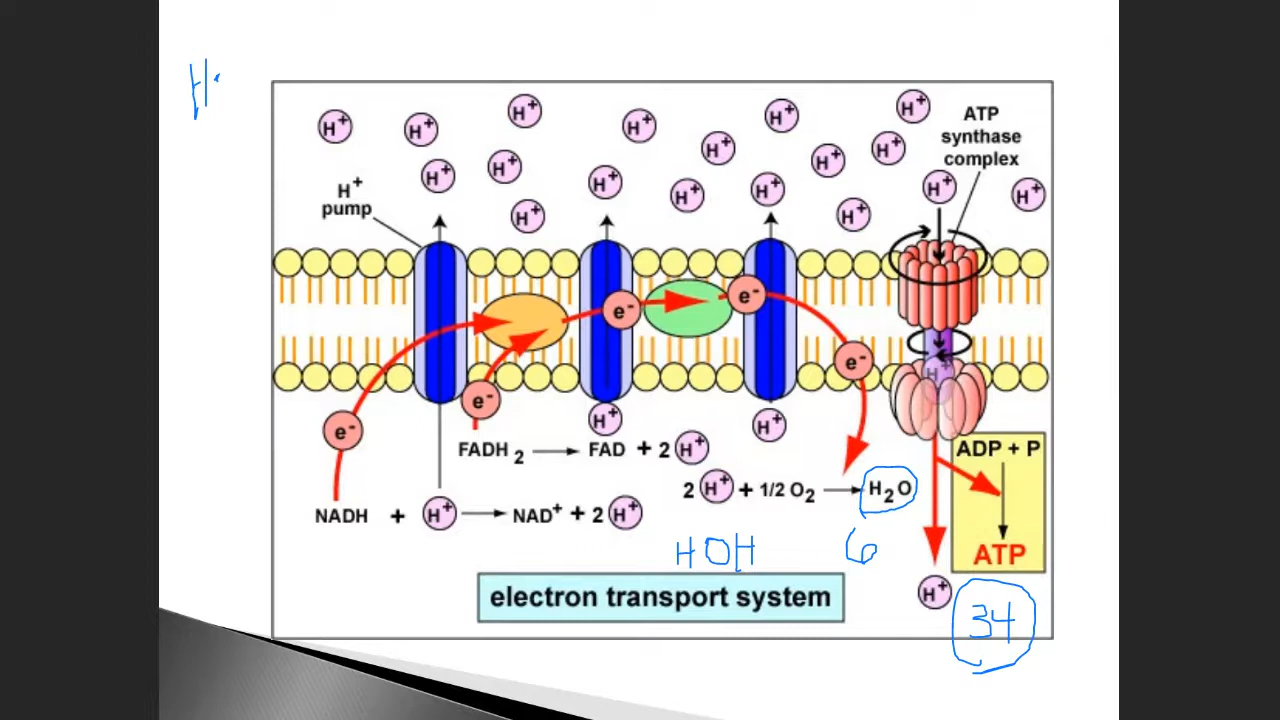 H
H⁺ H⁺ H⁺ H⁺ H⁺ H⁺
ATP
synthase
complex
H⁺ H⁺ H⁺ H⁺
H⁺ H⁺ H⁺ H⁺ H⁺ H⁺ H⁺
H⁺
pump
H⁺ H⁺
e⁻ e⁻
e⁻
H⁺
e⁻
e⁻
H⁺ H⁺
FADH₂ → FAD + 2 H⁺
ADP + P
2 H⁺ + 1/2 O₂ → H₂O
NADH + H⁺ → NAD⁺ + 2 H⁺
HOH
6
ATP
electron transport system
H⁺
34